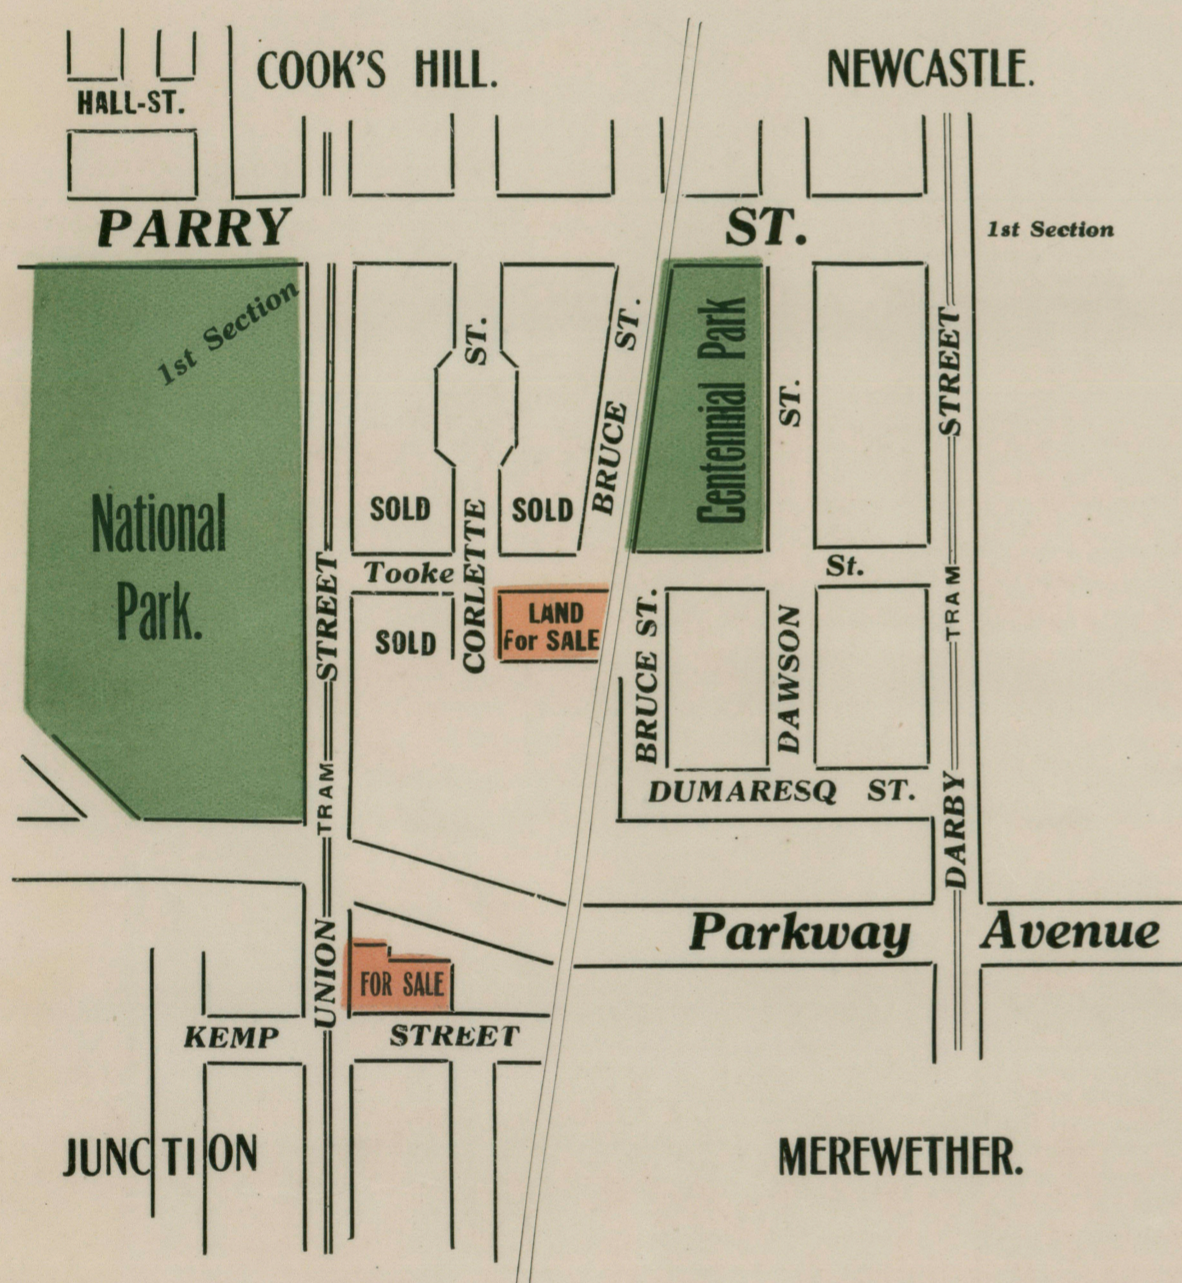 COOK'S HILL.
NEWCASTLE.
HALL-ST.
PARRY ST.
1st Section
1st Section
National
Park.
Centennial Park
BRUCE ST.
CORLETTE ST.
SOLD
SOLD
Tooke St.
SOLD
LAND
For SALE
BRUCE ST.
DAWSON ST.
DUMARESQ ST.
UNION TRAM STREET
DARBY TRAM STREET
Parkway Avenue
FOR SALE
KEMP STREET
JUNCTION
MEREWETHER.